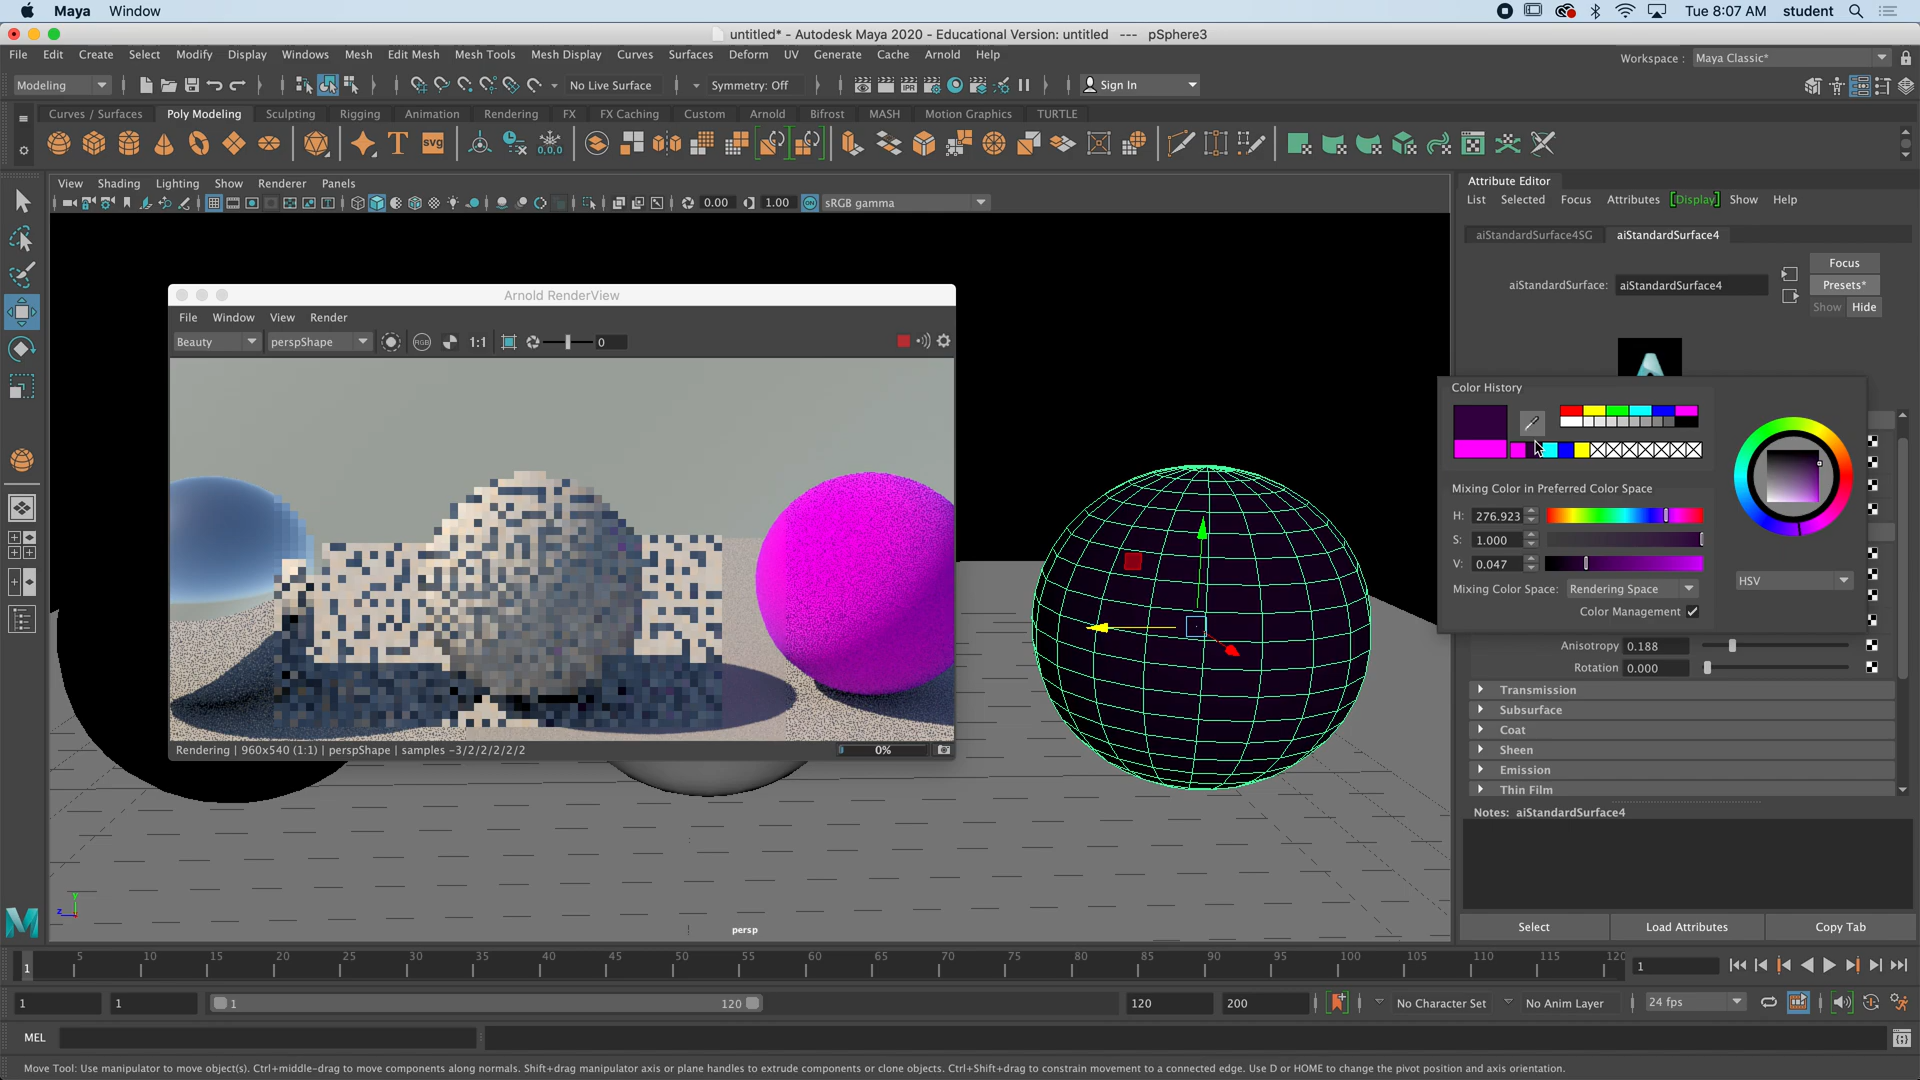 Maya Window Tue 8:07 AM student
untitled* - Autodesk Maya 2020 - Educational Version: untitled --- pSphere3
File Edit Create Select Modify Display Windows Mesh Edit Mesh Mesh Tools Mesh Display Curves Surfaces Deform UV Generate Cache Arnold Help Workspace : Maya Classic*
Modeling No Live Surface Symmetry: Off IPR Sign In
Curves / Surfaces Poly Modeling Sculpting Rigging Animation Rendering FX FX Caching Custom Arnold Bifrost MASH Motion Graphics TURTLE
T SVG 0,0,0
View Shading Lighting Show Renderer Panels
0.00 1.00 ON sRGB gamma
Attribute Editor
List Selected Focus Attributes [Display] Show Help
aiStandardSurface4SG aiStandardSurface4
aiStandardSurface: aiStandardSurface4
Focus
Presets*
Show Hide
Arnold RenderView
File Window View Render
Beauty perspShape RGB 1:1 0
Rendering | 960x540 (1:1) | perspShape | samples -3/2/2/2/2/2 0%
Color History
Mixing Color in Preferred Color Space
H: 276.923
S: 1.000
V: 0.047
HSV
Mixing Color Space: Rendering Space
Color Management
Anisotropy 0.188
Rotation 0.000
Transmission
Subsurface
Coat
Sheen
Emission
Thin Film
Notes: aiStandardSurface4
Select Load Attributes Copy Tab
y
z
persp
5 10 15 20 25 30 35 40 45 50 55 60 65 70 75 80 85 90 95 100 105 110 115 120
1 1
1 1 1 120 120 200 No Character Set No Anim Layer 24 fps
MEL
Move Tool: Use manipulator to move object(s). Ctrl+middle-drag to move components along normals. Shift+drag manipulator axis or plane handles to extrude components or clone objects. Ctrl+Shift+drag to constrain movement to a connected edge. Use D or HOME to change the pivot position and axis orientation.